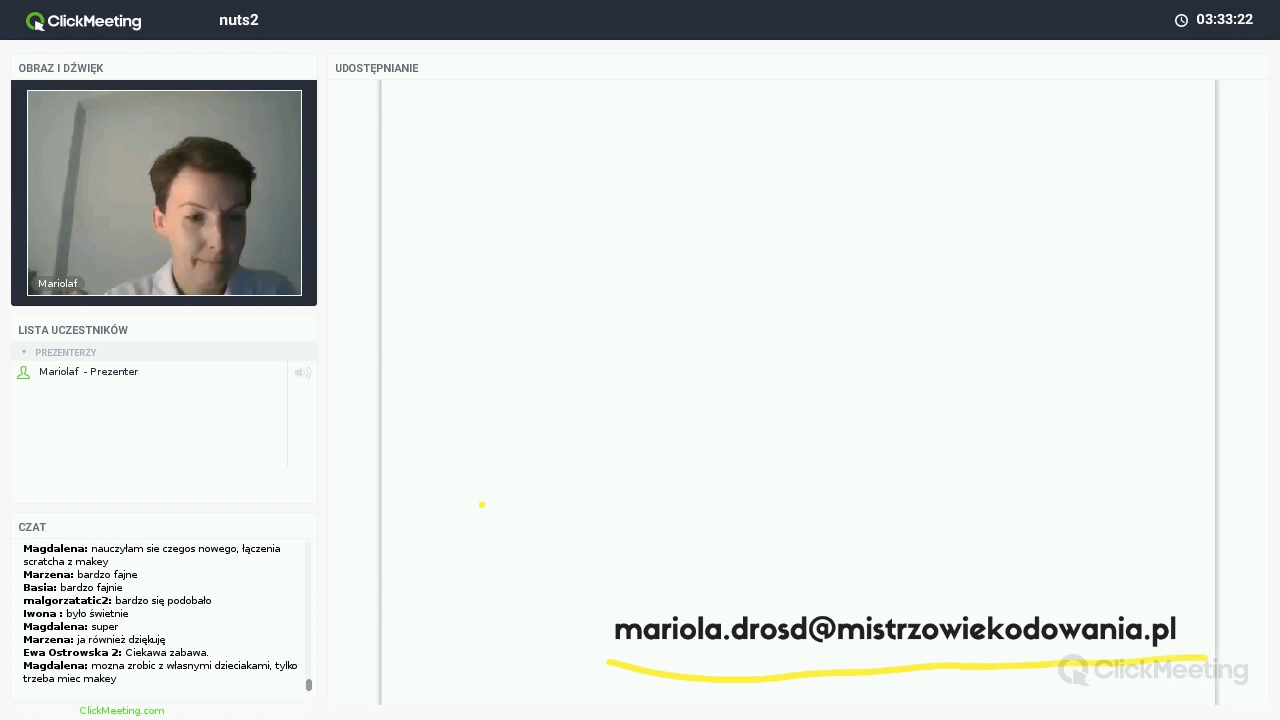 ClickMeeting
nuts2
03:33:22
OBRAZ I DŹWIĘK
Mariolaf
LISTA UCZESTNIKÓW
PREZENTERZY
Mariolaf - Prezenter
CZAT
Magdalena: nauczyłam sie czegos nowego, łączenia
scratcha z makey
Marzena: bardzo fajne
Basia: bardzo fajnie
malgorzatatic2: bardzo się podobało
Iwona : było świetnie
Magdalena: super
Marzena: ja również dziękuję
Ewa Ostrowska 2: Ciekawa zabawa.
Magdalena: mozna zrobic z własnymi dzieciakami, tylko
trzeba miec makey
ClickMeeting.com
UDOSTĘPNIANIE
mariola.drosd@mistrzowiekodowania.pl
ClickMeeting